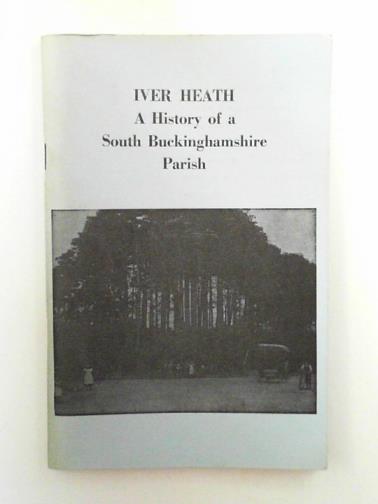 IVER HEATH
A History of a
South Buckinghamshire
Parish